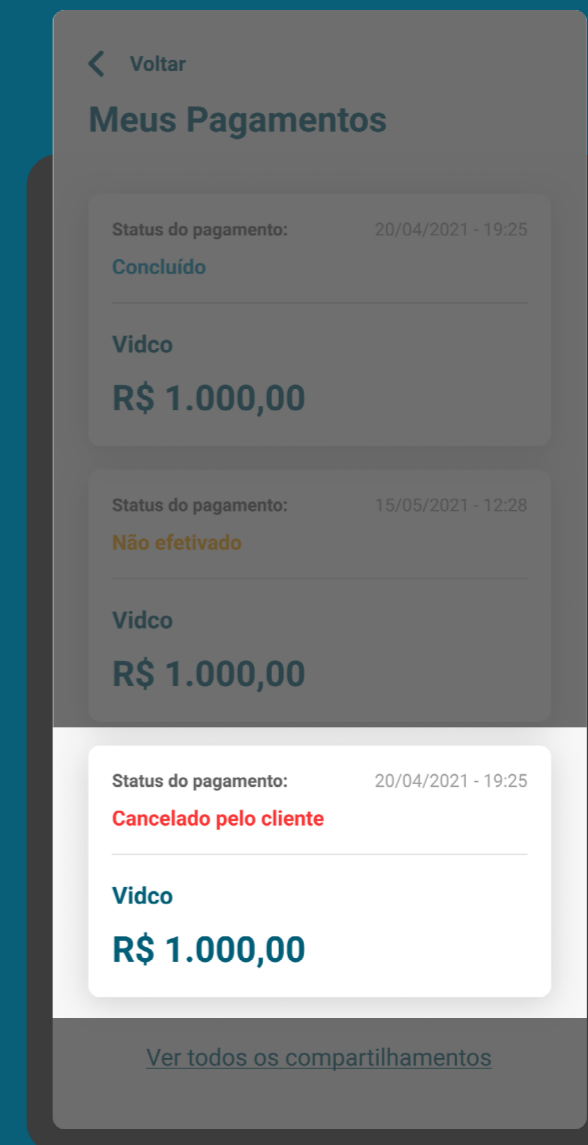 Voltar
Meus Pagamentos
Status do pagamento: 20/04/2021 - 19:25
Concluído
Vidco
R$ 1.000,00
Status do pagamento: 15/05/2021 - 12:28
Não efetivado
Vidco
R$ 1.000,00
Status do pagamento: 20/04/2021 - 19:25
Cancelado pelo cliente
Vidco
R$ 1.000,00
Ver todos os compartilhamentos